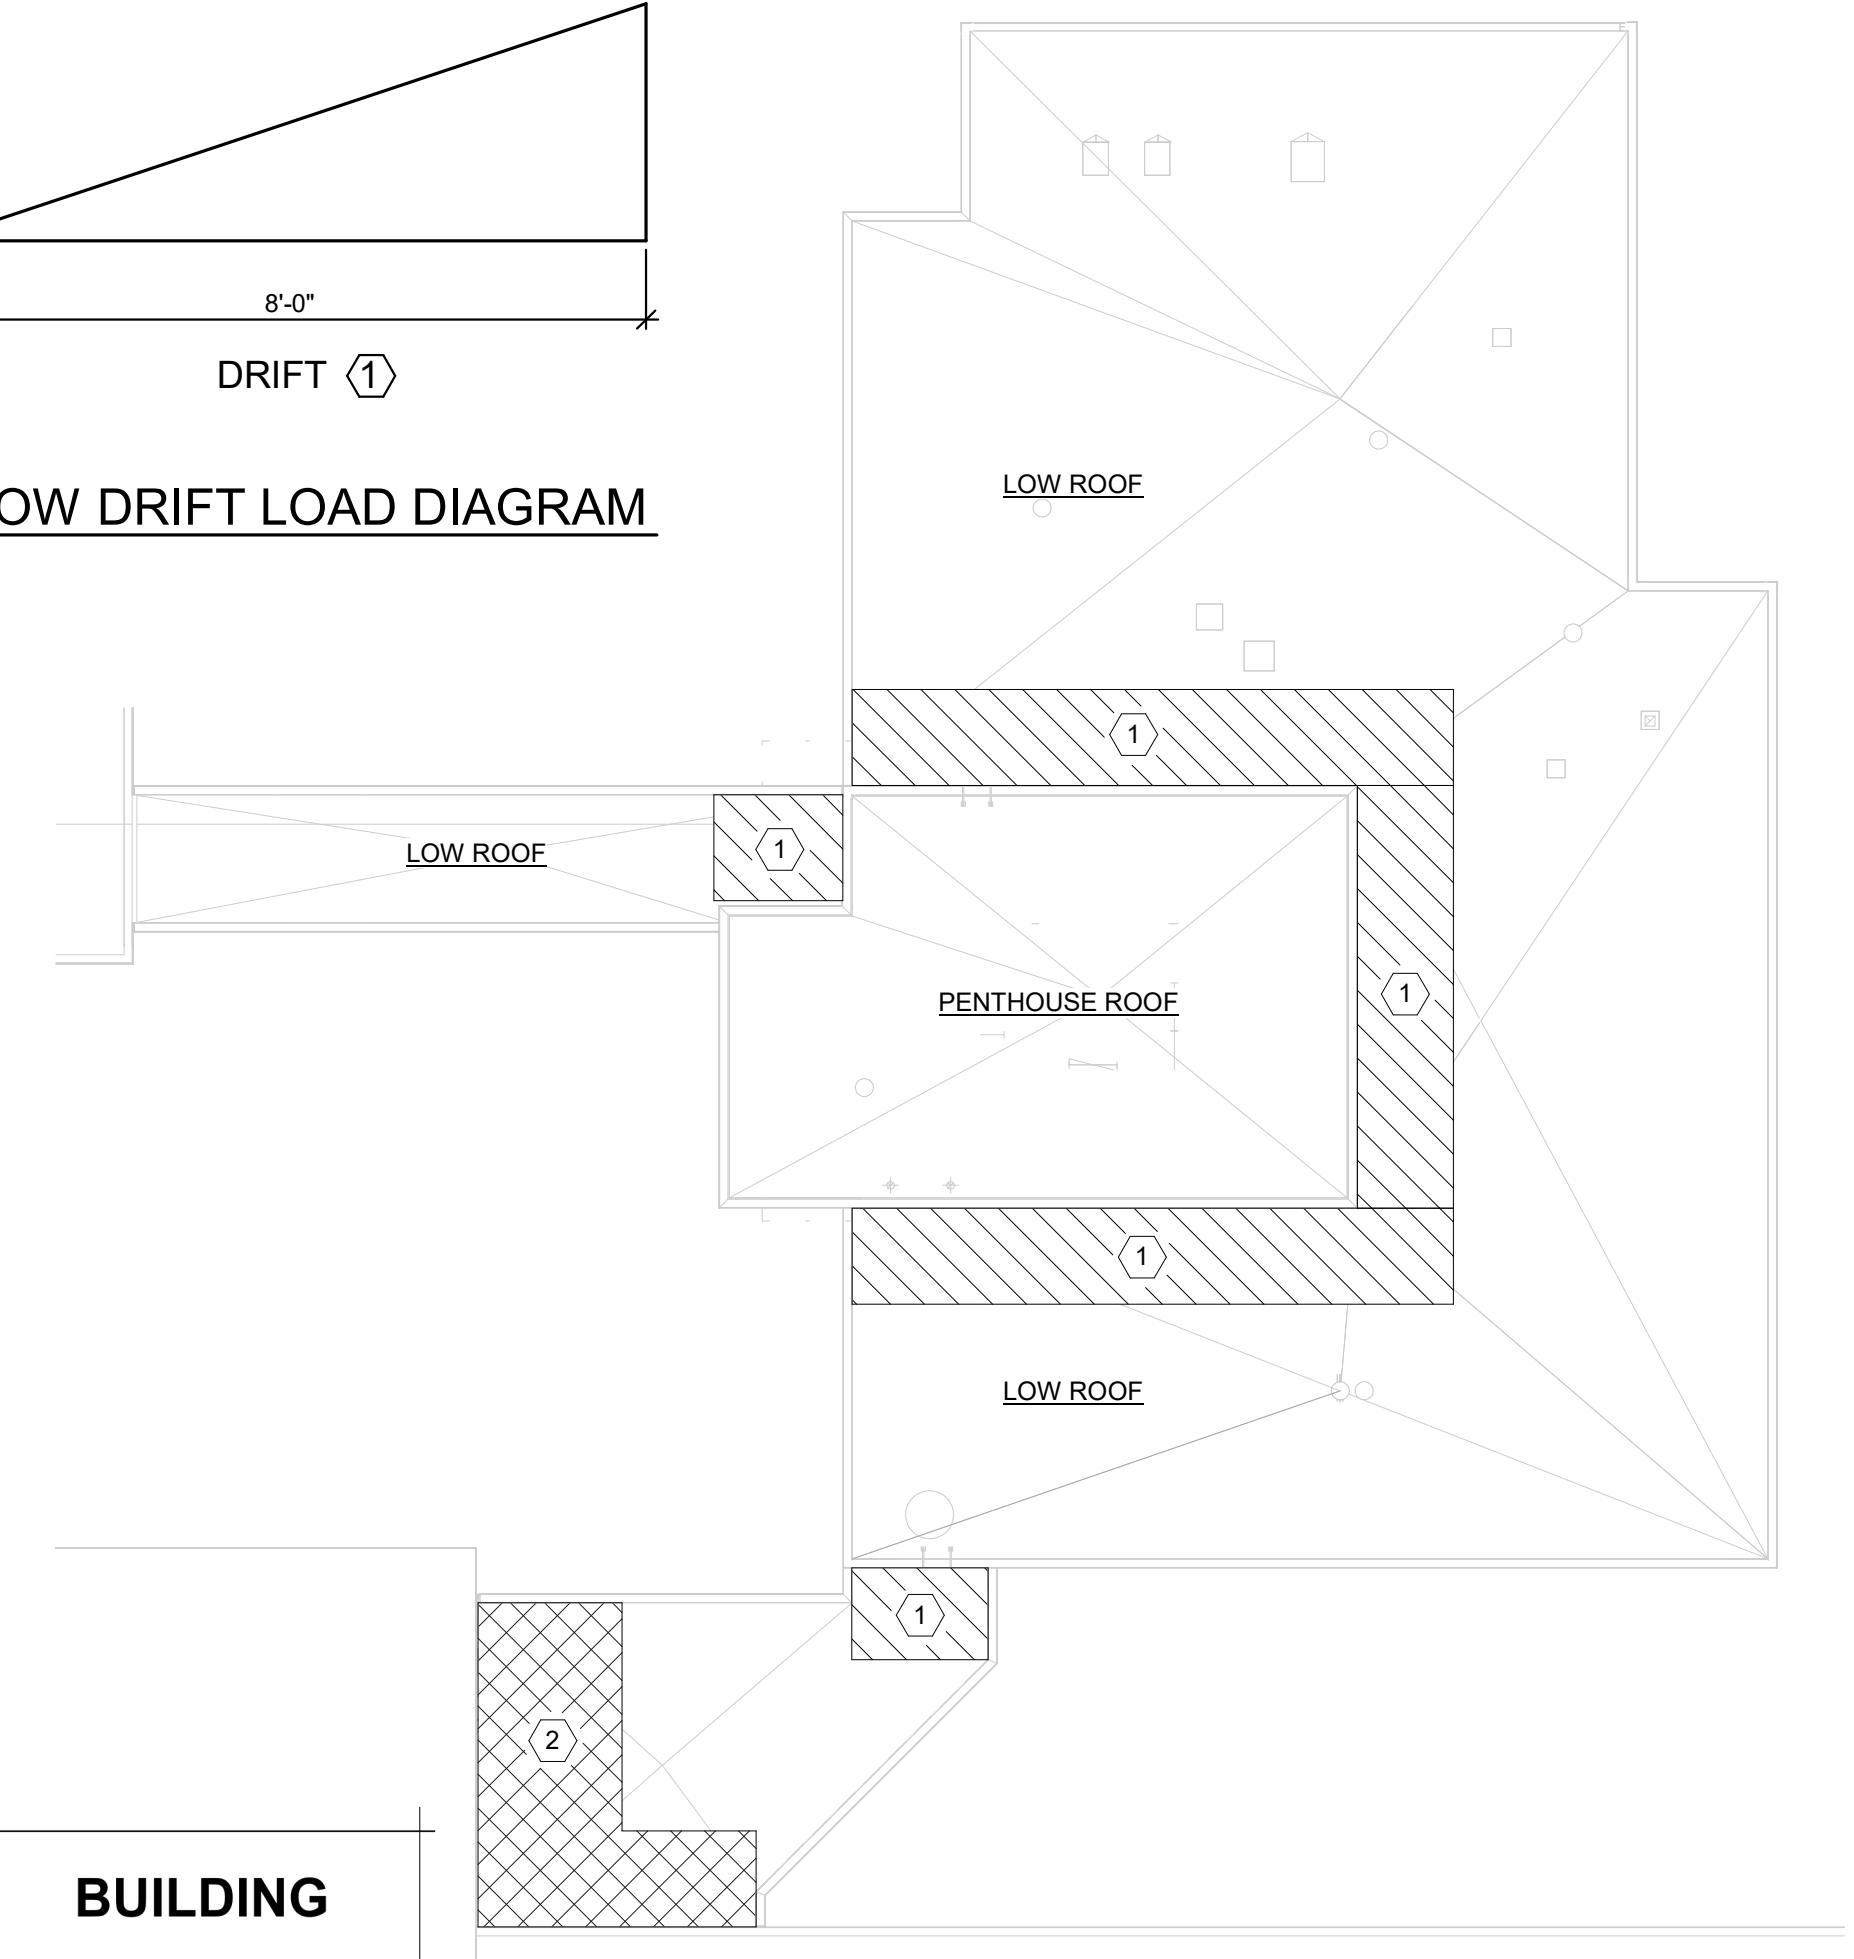 8'-0"
DRIFT 1
OW DRIFT LOAD DIAGRAM
LOW ROOF
1
LOW ROOF
1
1
PENTHOUSE ROOF
1
LOW ROOF
1
2
BUILDING